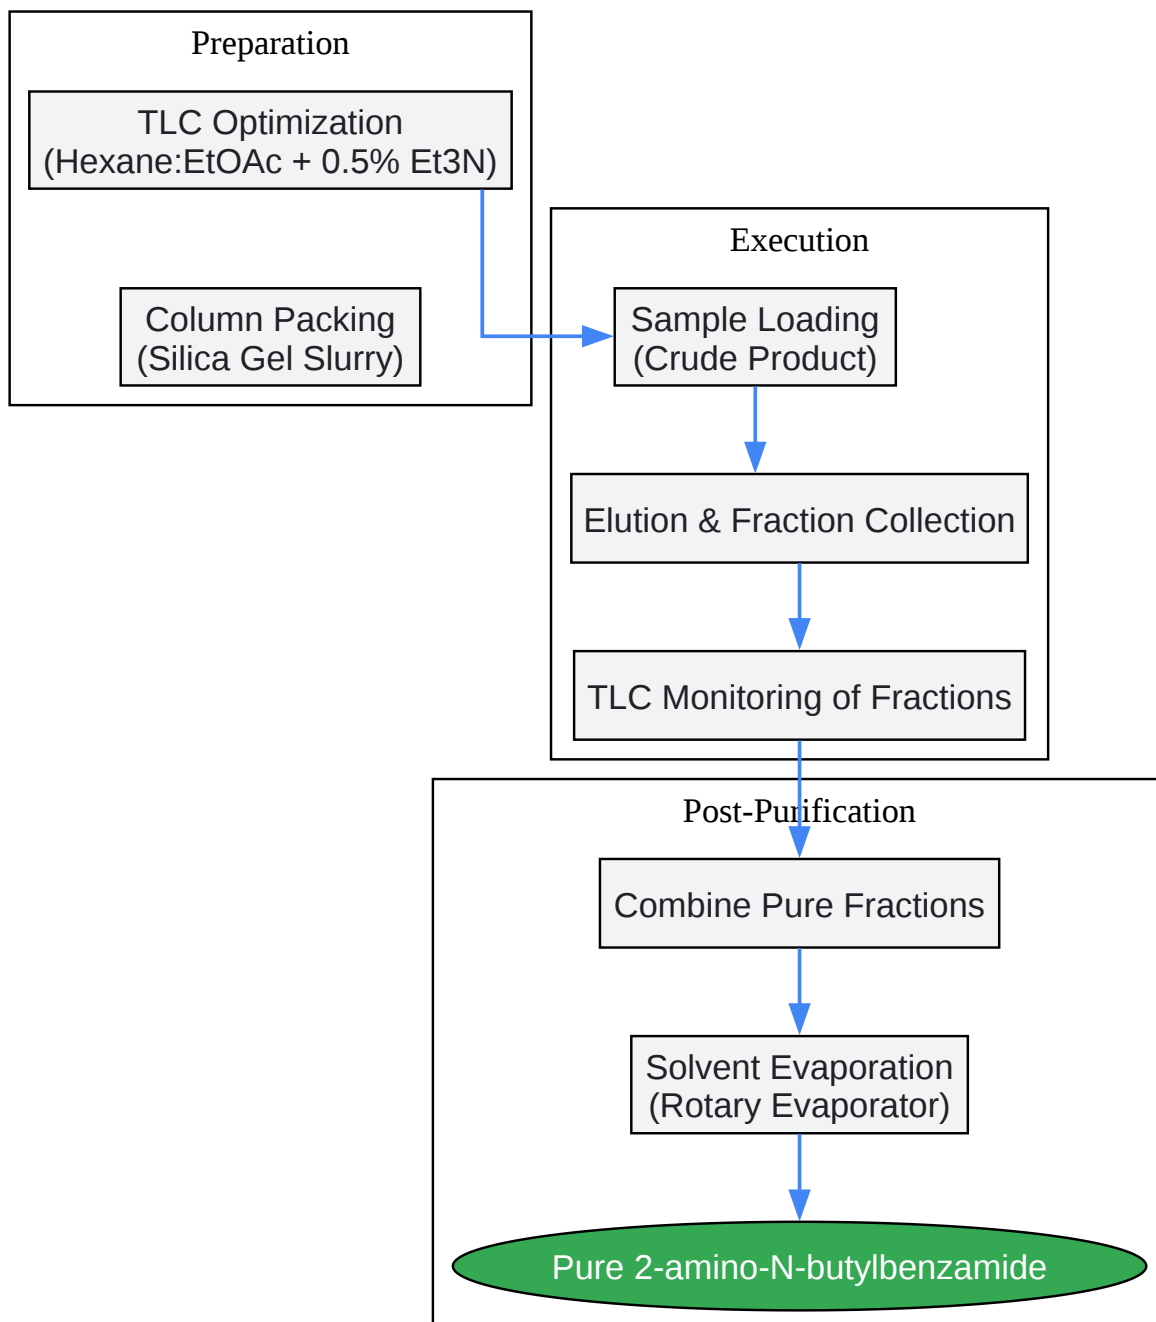 Preparation
TLC Optimization
(Hexane:EtOAc + 0.5% Et3N)
Column Packing
(Silica Gel Slurry)
Execution
Sample Loading
(Crude Product)
Elution & Fraction Collection
TLC Monitoring of Fractions
Post-Purification
Combine Pure Fractions
Solvent Evaporation
(Rotary Evaporator)
Pure 2-amino-N-butylbenzamide